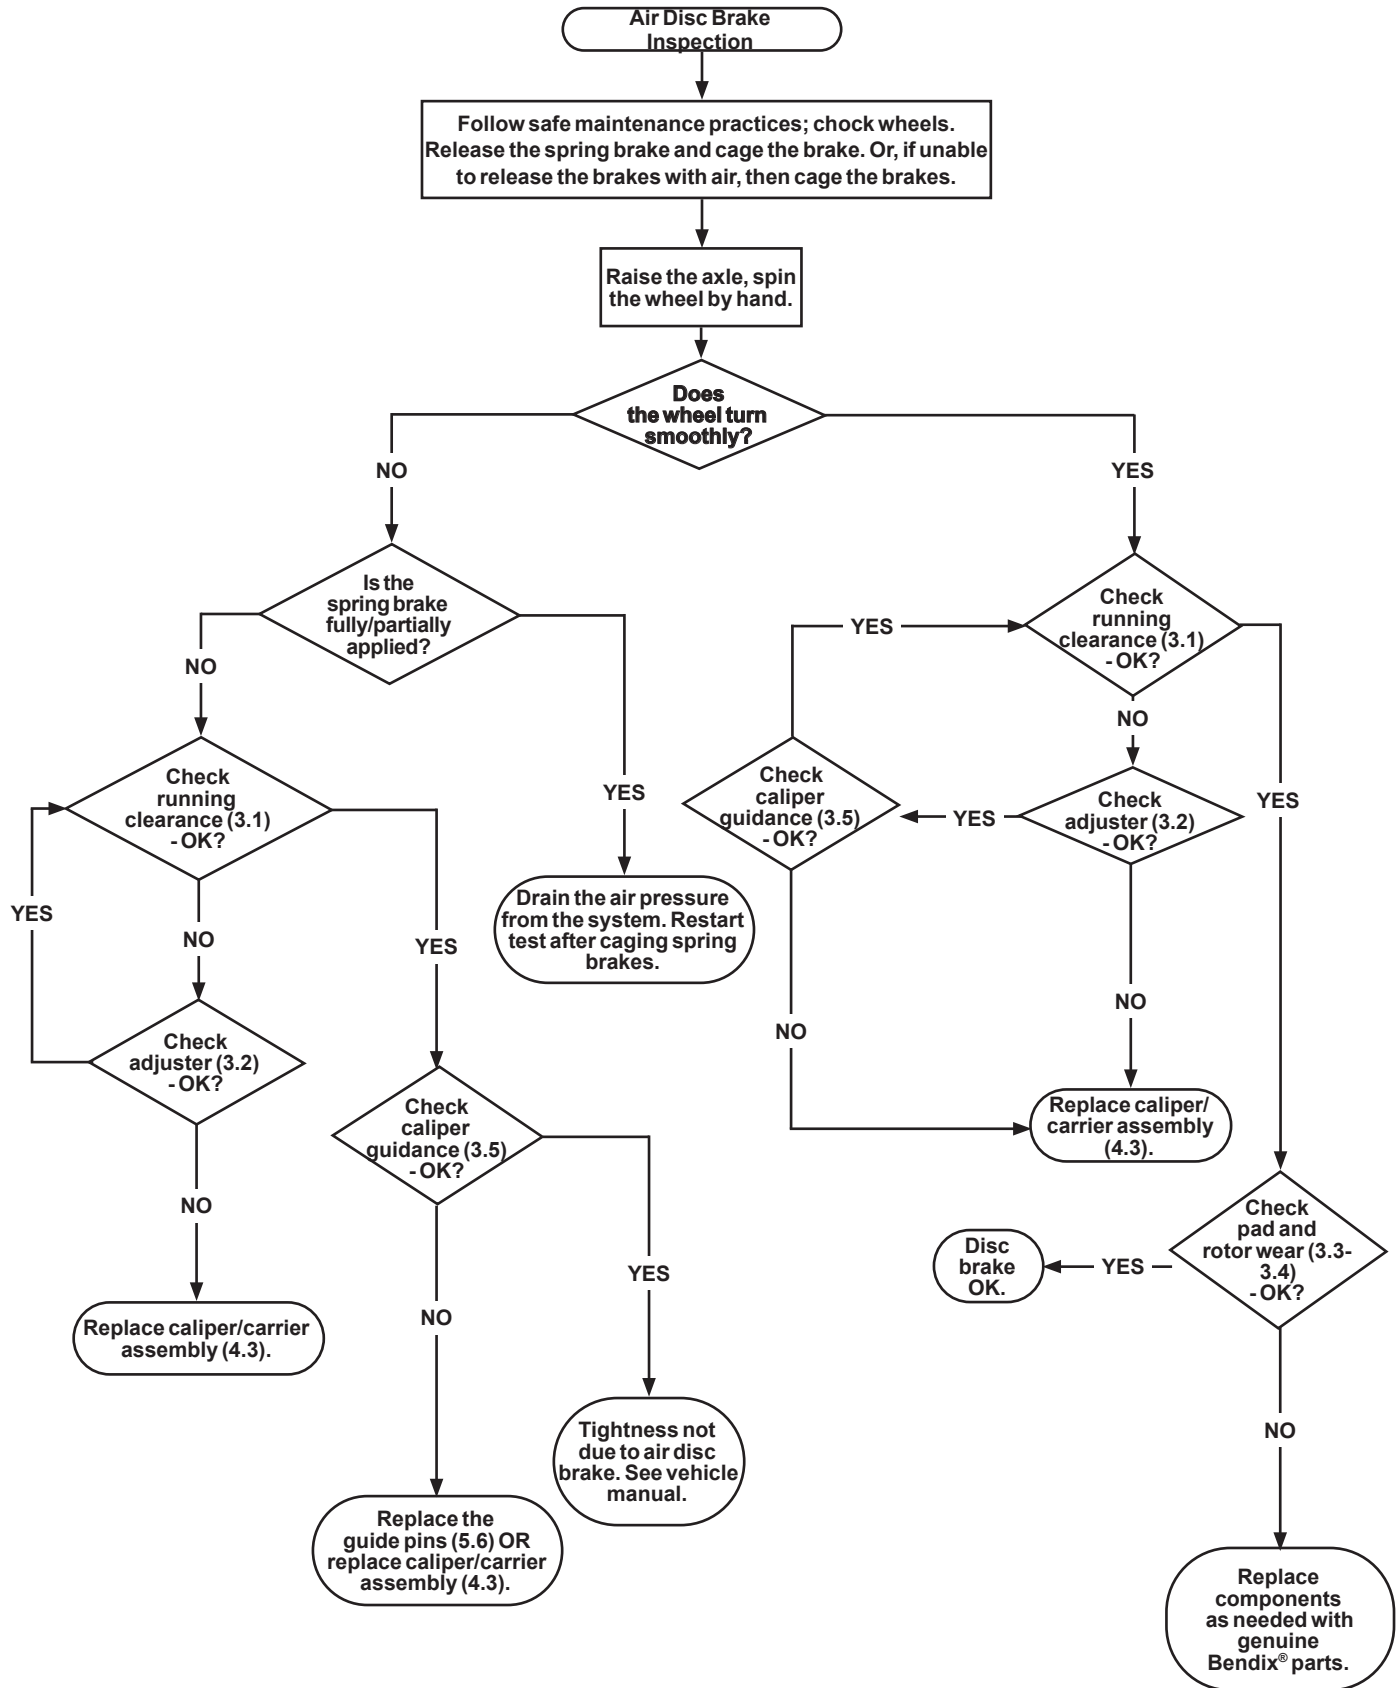 Air Disc Brake
Inspection
Follow safe maintenance practices; chock wheels.
Release the spring brake and cage the brake. Or, if unable
to release the brakes with air, then cage the brakes.
Raise the axle, spin
the wheel by hand.
Does
the wheel turn
smoothly?
NO
YES
Is the
spring brake
fully/partially
applied?
NO
YES
Check
running
clearance (3.1)
- OK?
YES
NO
YES
Check
adjuster (3.2)
- OK?
NO
Replace caliper/carrier
assembly (4.3).
Drain the air pressure
from the system. Restart
test after caging spring
brakes.
Check
caliper
guidance (3.5)
- OK?
NO
YES
Replace the
guide pins (5.6) OR
replace caliper/carrier
assembly (4.3).
Tightness not
due to air disc
brake. See vehicle
manual.
Check
running
clearance (3.1)
- OK?
YES
NO
YES
Check
adjuster (3.2)
- OK?
YES
NO
Check
caliper
guidance (3.5)
- OK?
NO
Replace caliper/
carrier assembly
(4.3).
Check
pad and
rotor wear (3.3-
3.4)
- OK?
YES
Disc
brake
OK.
NO
Replace
components
as needed with
genuine
Bendix® parts.